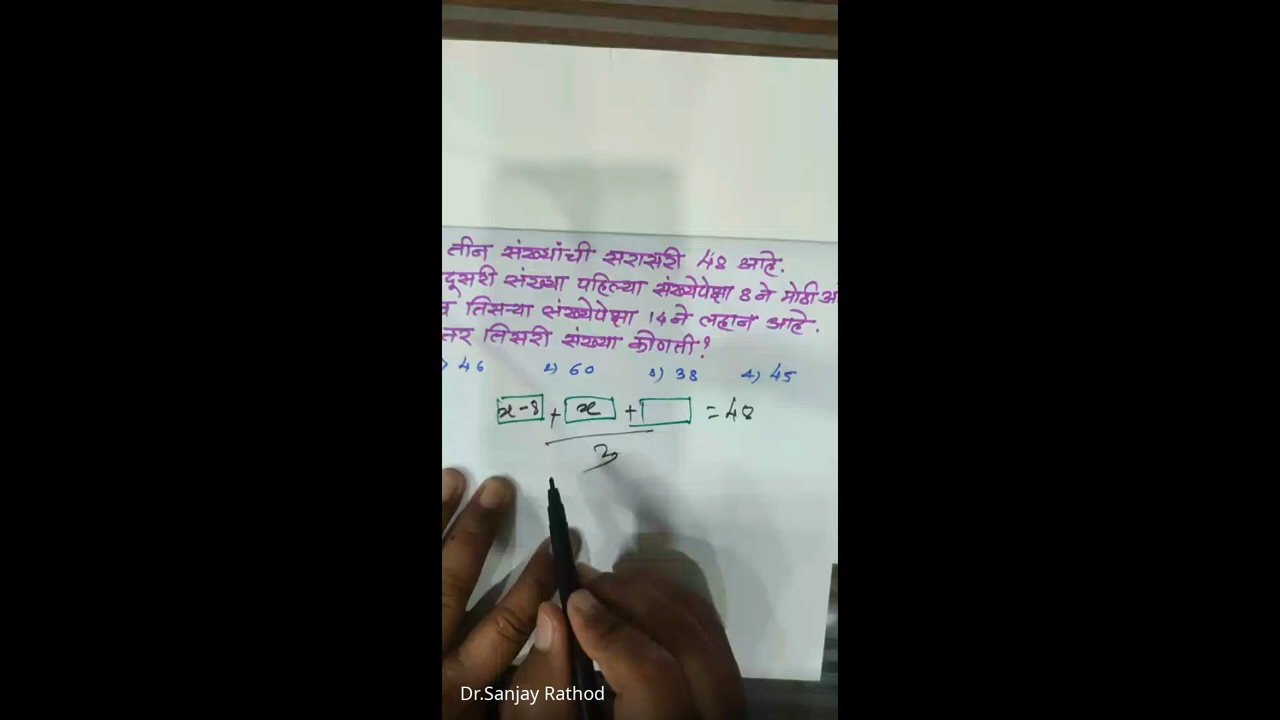 तीन संख्यांची सरासरी 48 आहे.
दूसरी संख्या पहिल्या संख्येपेक्षा 8 ने मोठी
तिसऱ्या संख्येपेक्षा 14 ने लहान आहे.
तर तिसरी संख्या कोणती?
) 46 2) 60 3) 38 4) 45
x-8 + x + = 48
3
Dr.Sanjay Rathod